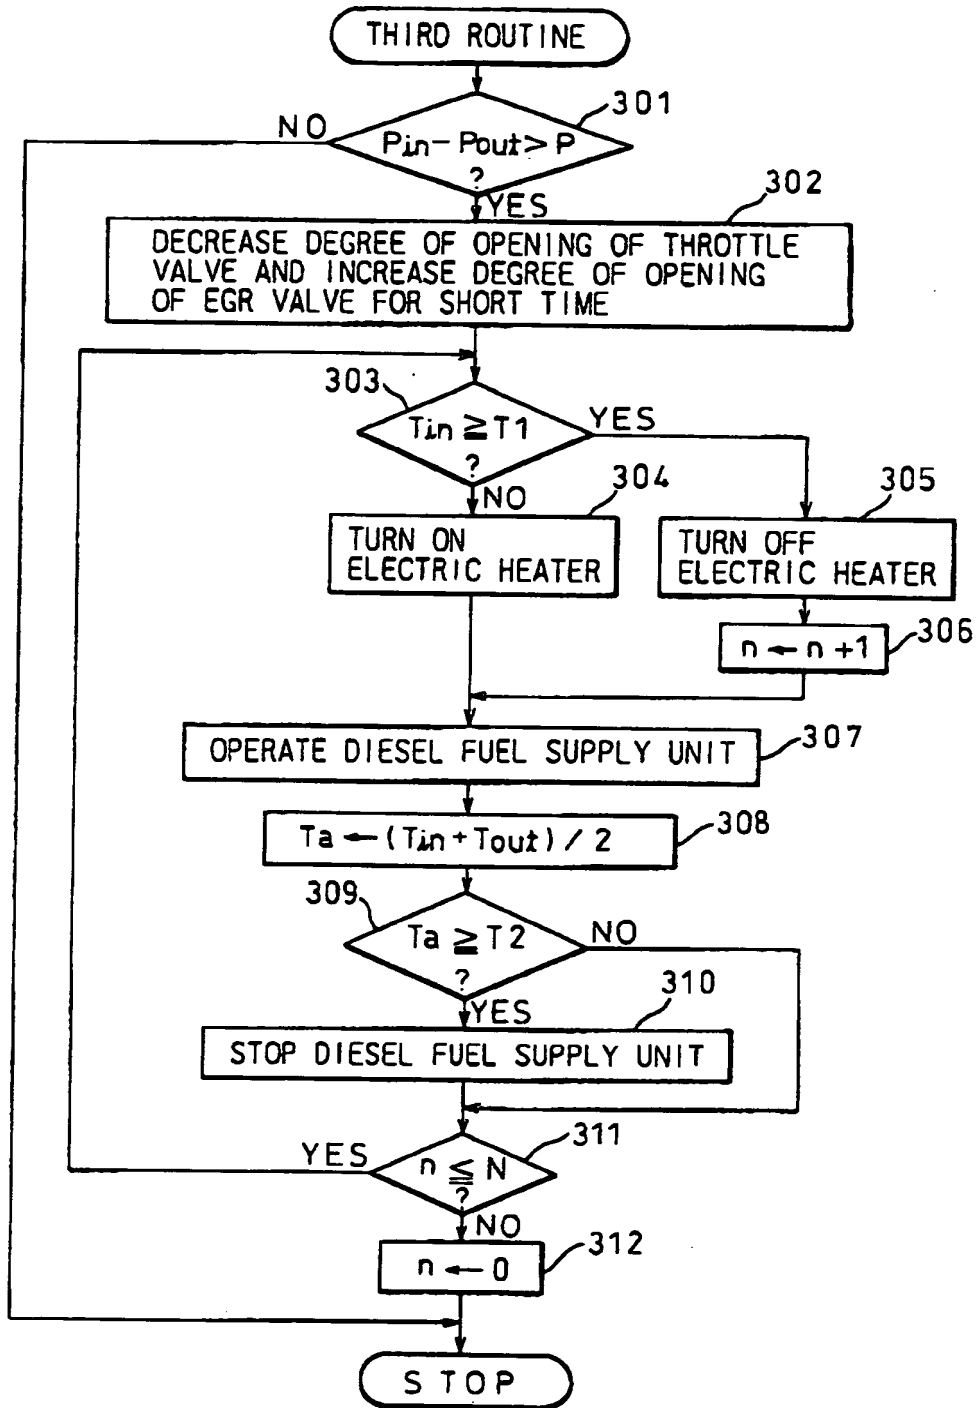 THIRD ROUTINE
301
NO
Pin-Pout>P
?
YES
302
DECREASE DEGREE OF OPENING OF THROTTLE
VALVE AND INCREASE DEGREE OF OPENING
OF EGR VALVE FOR SHORT TIME
303
Tin≧T1
?
YES
NO
304
305
TURN ON
ELECTRIC HEATER
TURN OFF
ELECTRIC HEATER
n←n+1
306
OPERATE DIESEL FUEL SUPPLY UNIT
307
Ta←(Tin+Tout)/2
308
309
Ta≧T2
?
NO
YES
310
STOP DIESEL FUEL SUPPLY UNIT
311
YES
n≦N
?
NO
312
n←0
STOP